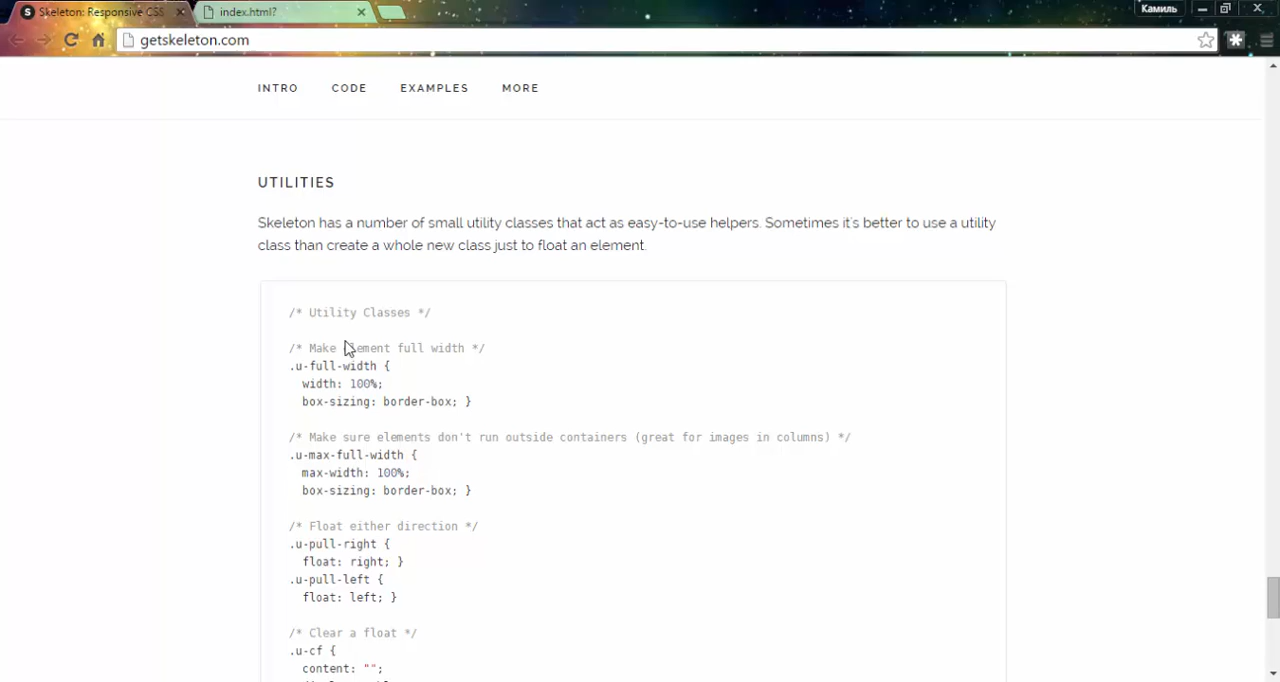 Skeleton: Responsive CSS
index.html?
Камиль
getskeleton.com
INTRO CODE EXAMPLES MORE
UTILITIES
Skeleton has a number of small utility classes that act as easy-to-use helpers. Sometimes it's better to use a utility
class than create a whole new class just to float an element.
/* Utility Classes */
/* Make element full width */
.u-full-width {
width: 100%;
box-sizing: border-box; }
/* Make sure elements don't run outside containers (great for images in columns) */
.u-max-full-width {
max-width: 100%;
box-sizing: border-box; }
/* Float either direction */
.u-pull-right {
float: right; }
.u-pull-left {
float: left; }
/* Clear a float */
.u-cf {
content: "";